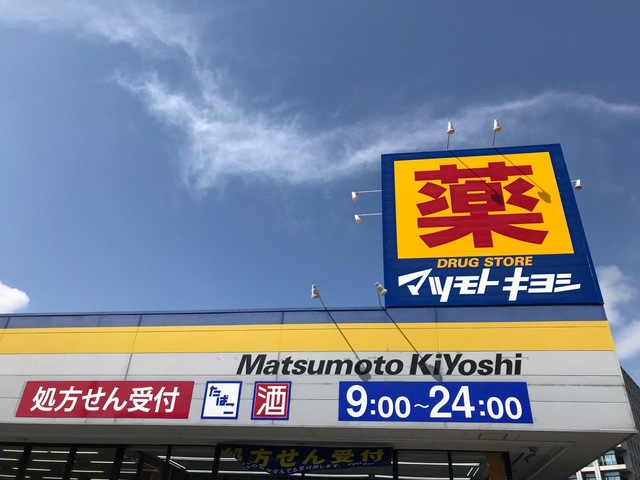 薬
DRUG STORE
マツモトキヨシ
Matsumoto KiYoshi
処方せん受付
たばこ
酒
9:00~24:00
処方せん受付